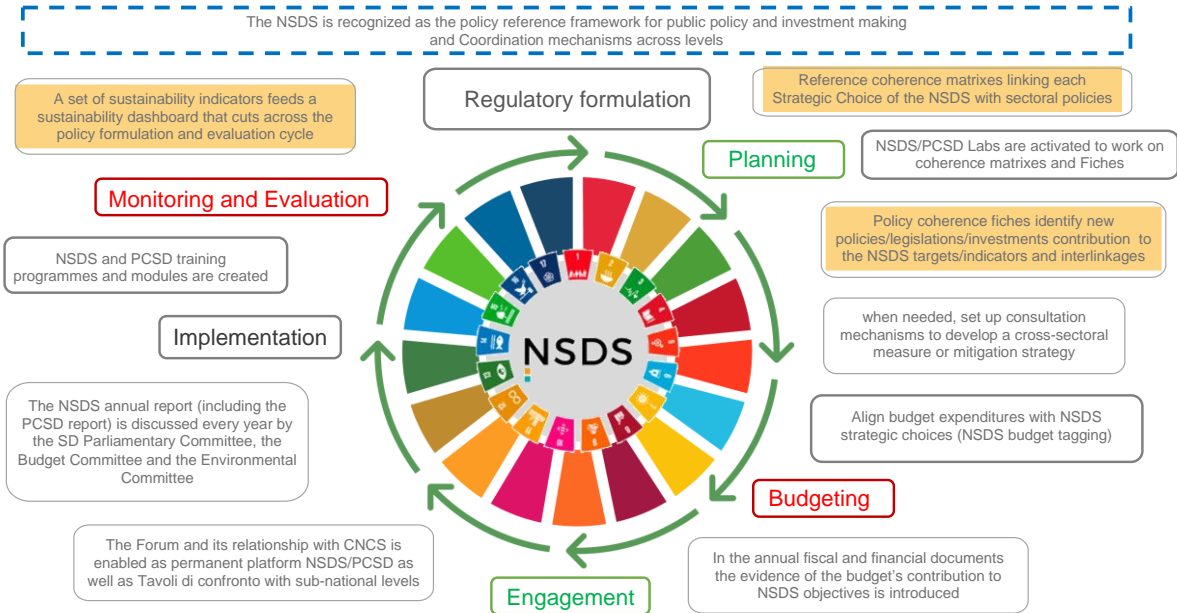 The NSDS is recognized as the policy reference framework for public policy and investment making
and Coordination mechanisms across levels
A set of sustainability indicators feeds a
sustainability dashboard that cuts across the
policy formulation and evaluation cycle
Regulatory formulation
Reference coherence matrixes linking each
Strategic Choice of the NSDS with sectoral policies
Planning
NSDS/PCSD Labs are activated to work on
coherence matrixes and Fiches
Monitoring and Evaluation
Policy coherence fiches identify new
policies/legislations/investments contribution to
the NSDS targets/indicators and interlinkages
NSDS and PCSD training
programmes and modules are created
when needed, set up consultation
mechanisms to develop a cross-sectoral
measure or mitigation strategy
Implementation
NSDS
The NSDS annual report (including the
PCSD report) is discussed every year by
the SD Parliamentary Committee, the
Budget Committee and the Environmental
Committee
Align budget expenditures with NSDS
strategic choices (NSDS budget tagging)
Budgeting
The Forum and its relationship with CNCS is
enabled as permanent platform NSDS/PCSD as
well as Tavoli di confronto with sub-national levels
In the annual fiscal and financial documents
the evidence of the budget's contribution to
NSDS objectives is introduced
Engagement
1
2
3
4
17